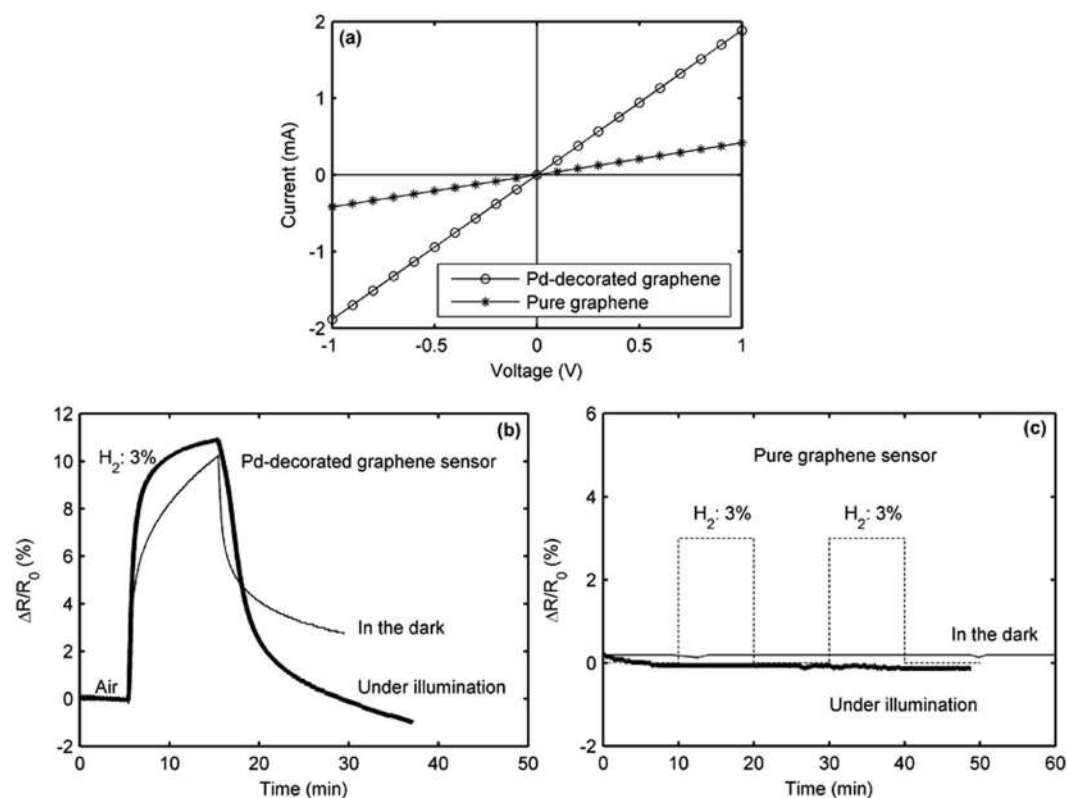 (a)
2
1
0
-1
-2
Current (mA)
Pd-decorated graphene
Pure graphene
-1
-0.5
0
0.5
1
Voltage (V)
(b)
12
10
8
6
4
2
0
-2
ΔR/R0 (%)
H2: 3%
Pd-decorated graphene sensor
In the dark
Air
Under illumination
0
10
20
30
40
50
Time (min)
(c)
6
4
2
0
-2
ΔR/R0 (%)
Pure graphene sensor
H2: 3%
H2: 3%
In the dark
Under illumination
0
10
20
30
40
50
60
Time (min)